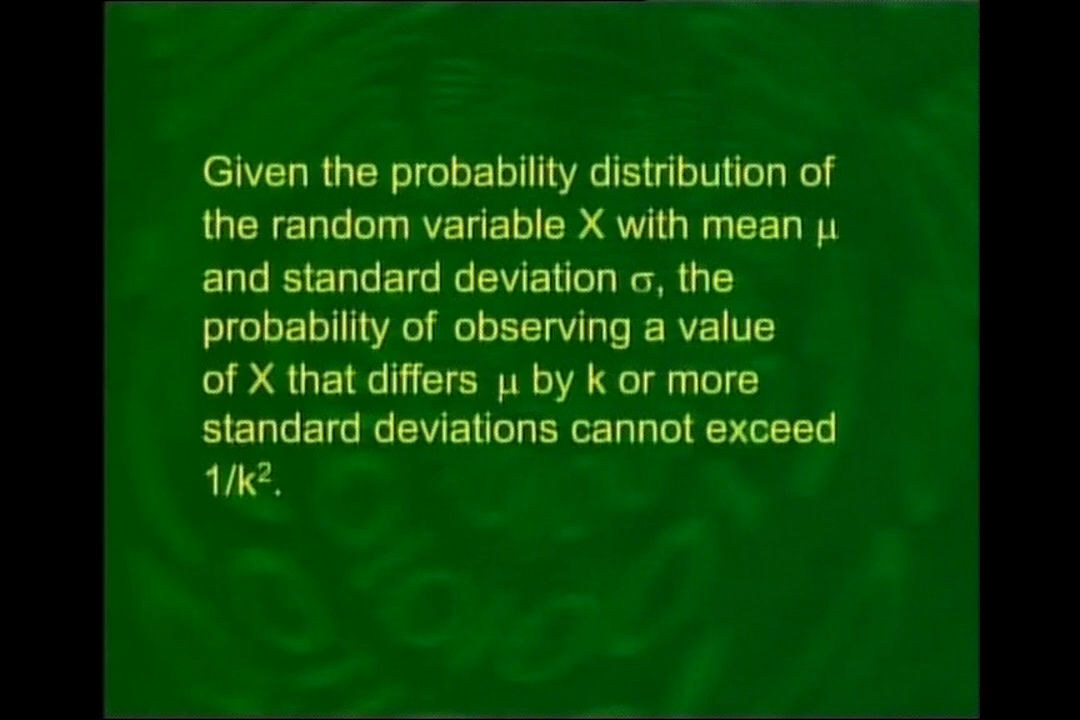 Given the probability distribution of
the random variable X with mean μ
and standard deviation σ, the
probability of observing a value
of X that differs μ by k or more
standard deviations cannot exceed
1/k².